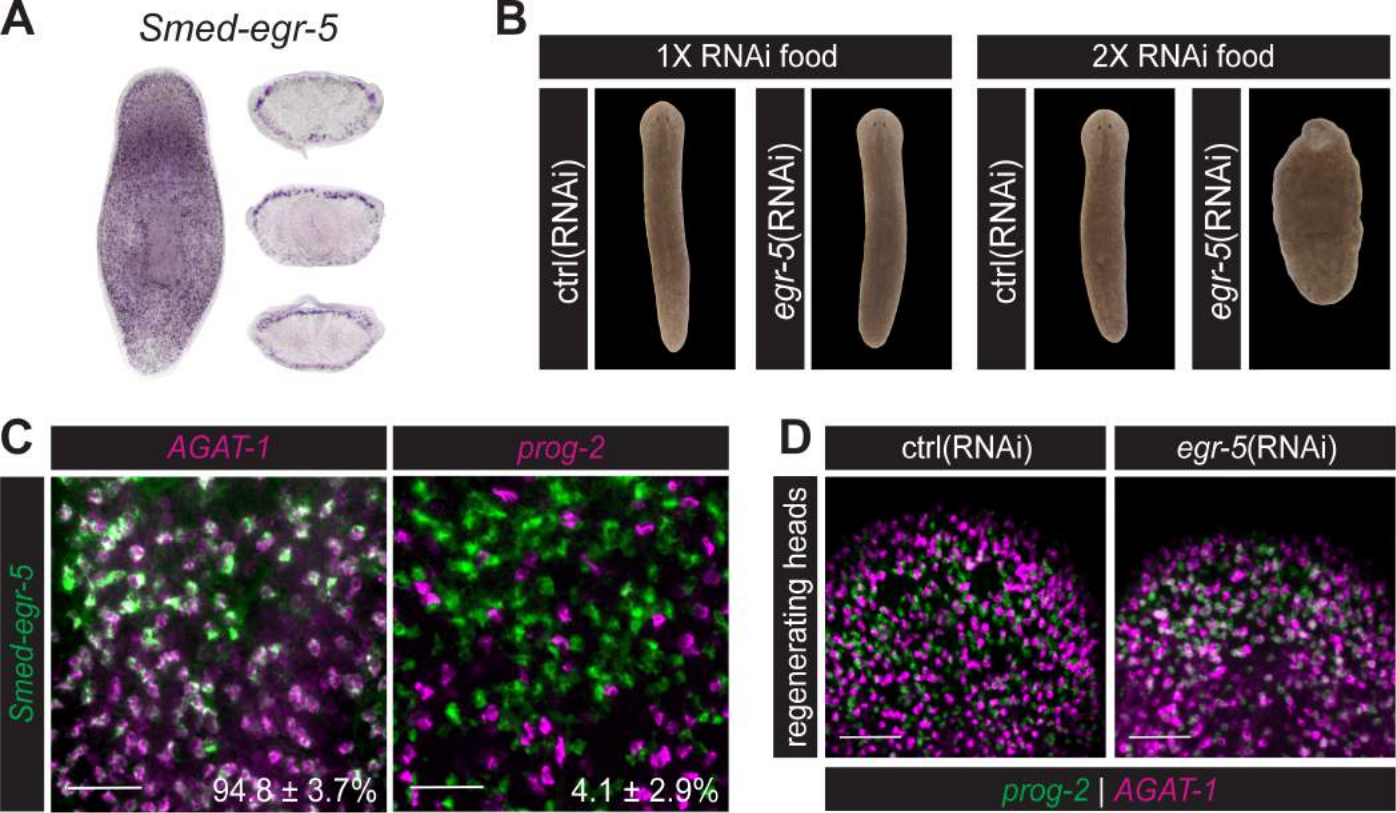 A
Smed-egr-5
B
1X RNAi food
2X RNAi food
ctrl(RNAi)
egr-5(RNAi)
ctrl(RNAi)
egr-5(RNAi)
C
AGAT-1
prog-2
Smed-egr-5
94.8 ± 3.7%
4.1 ± 2.9%
D
ctrl(RNAi)
egr-5(RNAi)
regenerating heads
prog-2 | AGAT-1